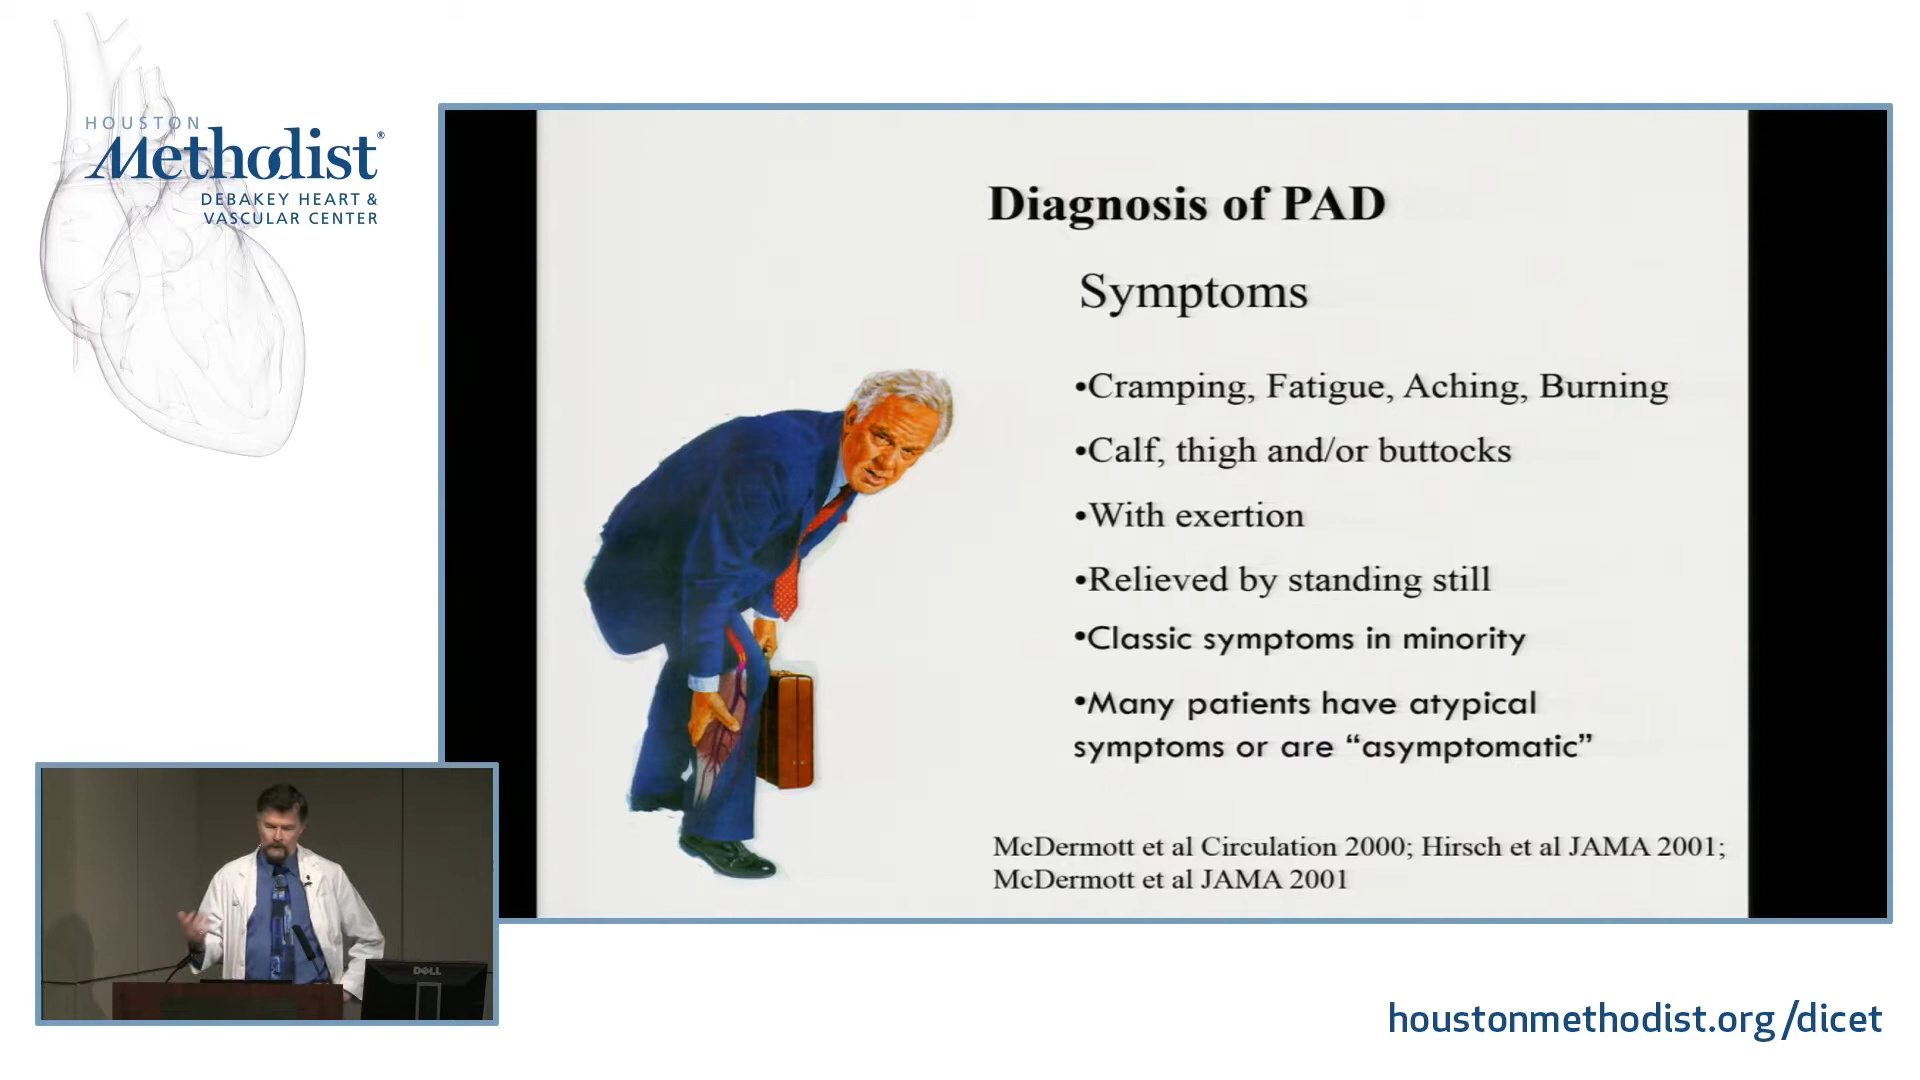 HOUSTON
Methodist®
DEBAKEY HEART &
VASCULAR CENTER
Diagnosis of PAD
Symptoms
•Cramping, Fatigue, Aching, Burning
•Calf, thigh and/or buttocks
•With exertion
•Relieved by standing still
•Classic symptoms in minority
•Many patients have atypical
symptoms or are “asymptomatic”
McDermott et al Circulation 2000; Hirsch et al JAMA 2001;
McDermott et al JAMA 2001
DELL
houstonmethodist.org/dicet